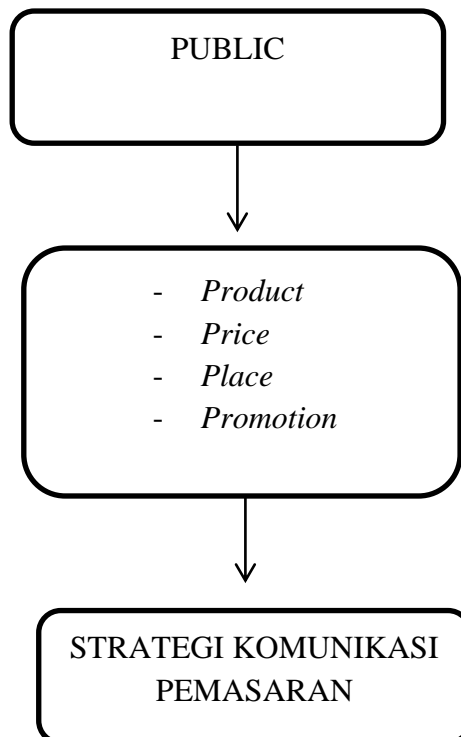 PUBLIC
- Product
- Price
- Place
- Promotion
STRATEGI KOMUNIKASI
PEMASARAN